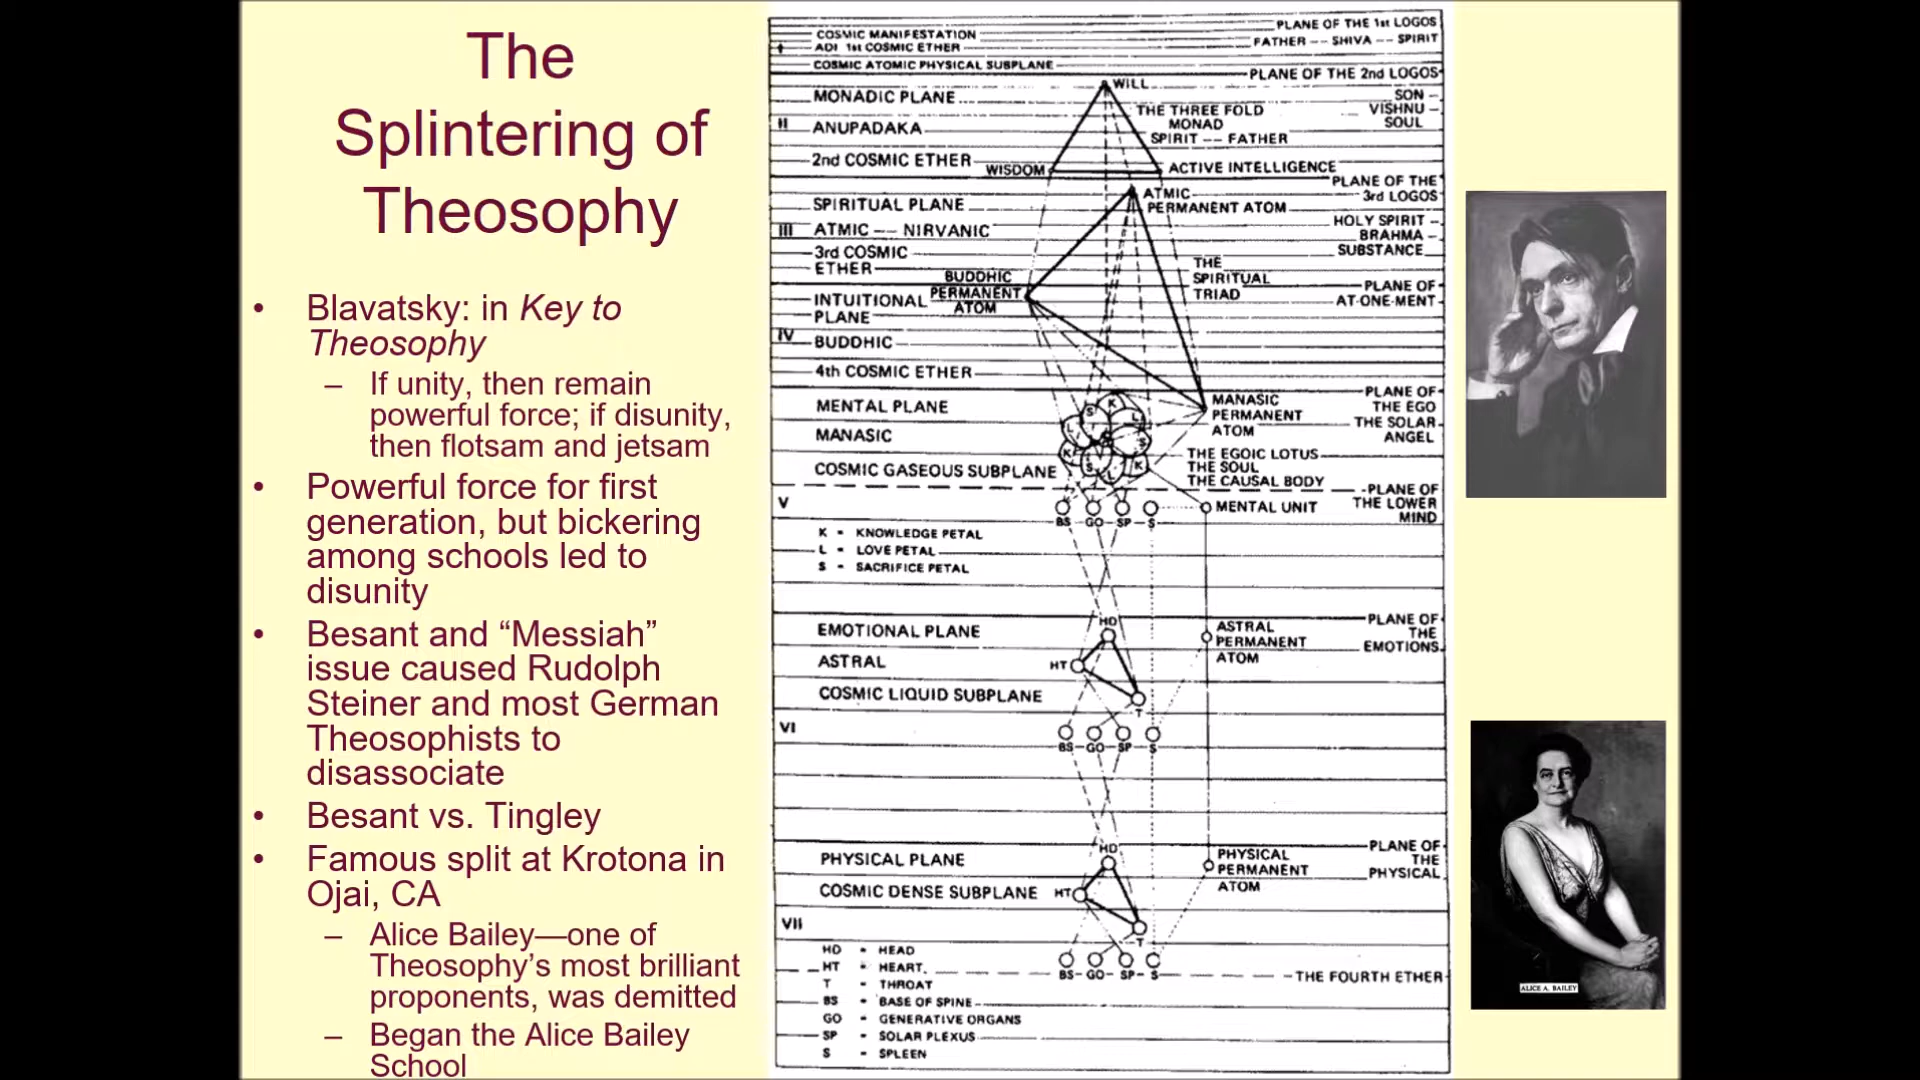 The
Splintering of
Theosophy
• Blavatsky: in Key to
Theosophy
– If unity, then remain
powerful force; if disunity,
then flotsam and jetsam
• Powerful force for first
generation, but bickering
among schools led to
disunity
• Besant and “Messiah”
issue caused Rudolph
Steiner and most German
Theosophists to
disassociate
• Besant vs. Tingley
• Famous split at Krotona in
Ojai, CA
– Alice Bailey—one of
Theosophy’s most brilliant
proponents, was demitted
– Began the Alice Bailey
School
COSMIC MANIFESTATION
PLANE OF THE 1st LOGOS
I ADI 1st COSMIC ETHER
FATHER -- SHIVA -- SPIRIT
COSMIC ATOMIC PHYSICAL SUBPLANE
PLANE OF THE 2nd LOGOS
WILL
MONADIC PLANE
SON
VISHNU
SOUL
THE THREE FOLD
MONAD
SPIRIT -- FATHER
II ANUPADAKA
2nd COSMIC ETHER
WISDOM
ACTIVE INTELLIGENCE
PLANE OF THE
3rd LOGOS
ATMIC
PERMANENT ATOM
SPIRITUAL PLANE
HOLY SPIRIT
BRAHMA
SUBSTANCE
III ATMIC -- NIRVANIC
3rd COSMIC
ETHER
THE
SPIRITUAL
TRIAD
BUDDHIC
PERMANENT
ATOM
PLANE OF
AT-ONE-MENT
INTUITIONAL
PLANE
IV BUDDHIC
4th COSMIC ETHER
MENTAL PLANE
MANASIC
PERMANENT
ATOM
PLANE OF
THE EGO
THE SOLAR
ANGEL
K
S L
L S
K K
S L
MANASIC
COSMIC GASEOUS SUBPLANE
THE EGOIC LOTUS
THE SOUL
THE CAUSAL BODY
PLANE OF
THE LOWER
MIND
V
MENTAL UNIT
BS GO SP S
K = KNOWLEDGE PETAL
L = LOVE PETAL
S = SACRIFICE PETAL
EMOTIONAL PLANE
HD
ASTRAL
PERMANENT
ATOM
PLANE OF
THE
EMOTIONS
ASTRAL
HT
COSMIC LIQUID SUBPLANE
T
VI
BS GO SP S
PHYSICAL PLANE
HD
PHYSICAL
PERMANENT
ATOM
PLANE OF
THE
PHYSICAL
COSMIC DENSE SUBPLANE
HT
VII
T
HD = HEAD
HT = HEART
BS GO SP S
THE FOURTH ETHER
T = THROAT
BS = BASE OF SPINE
GO = GENERATIVE ORGANS
SP = SOLAR PLEXUS
S = SPLEEN
ALICE A. BAILEY